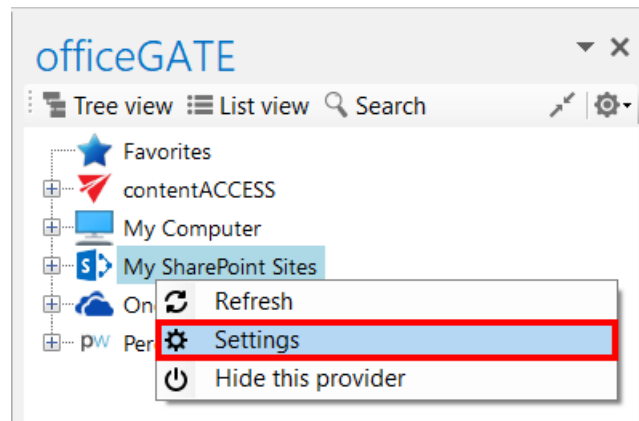 officeGATE
Tree view List view Search
Favorites
contentACCESS
My Computer
My SharePoint Sites
Refresh
Settings
Hide this provider